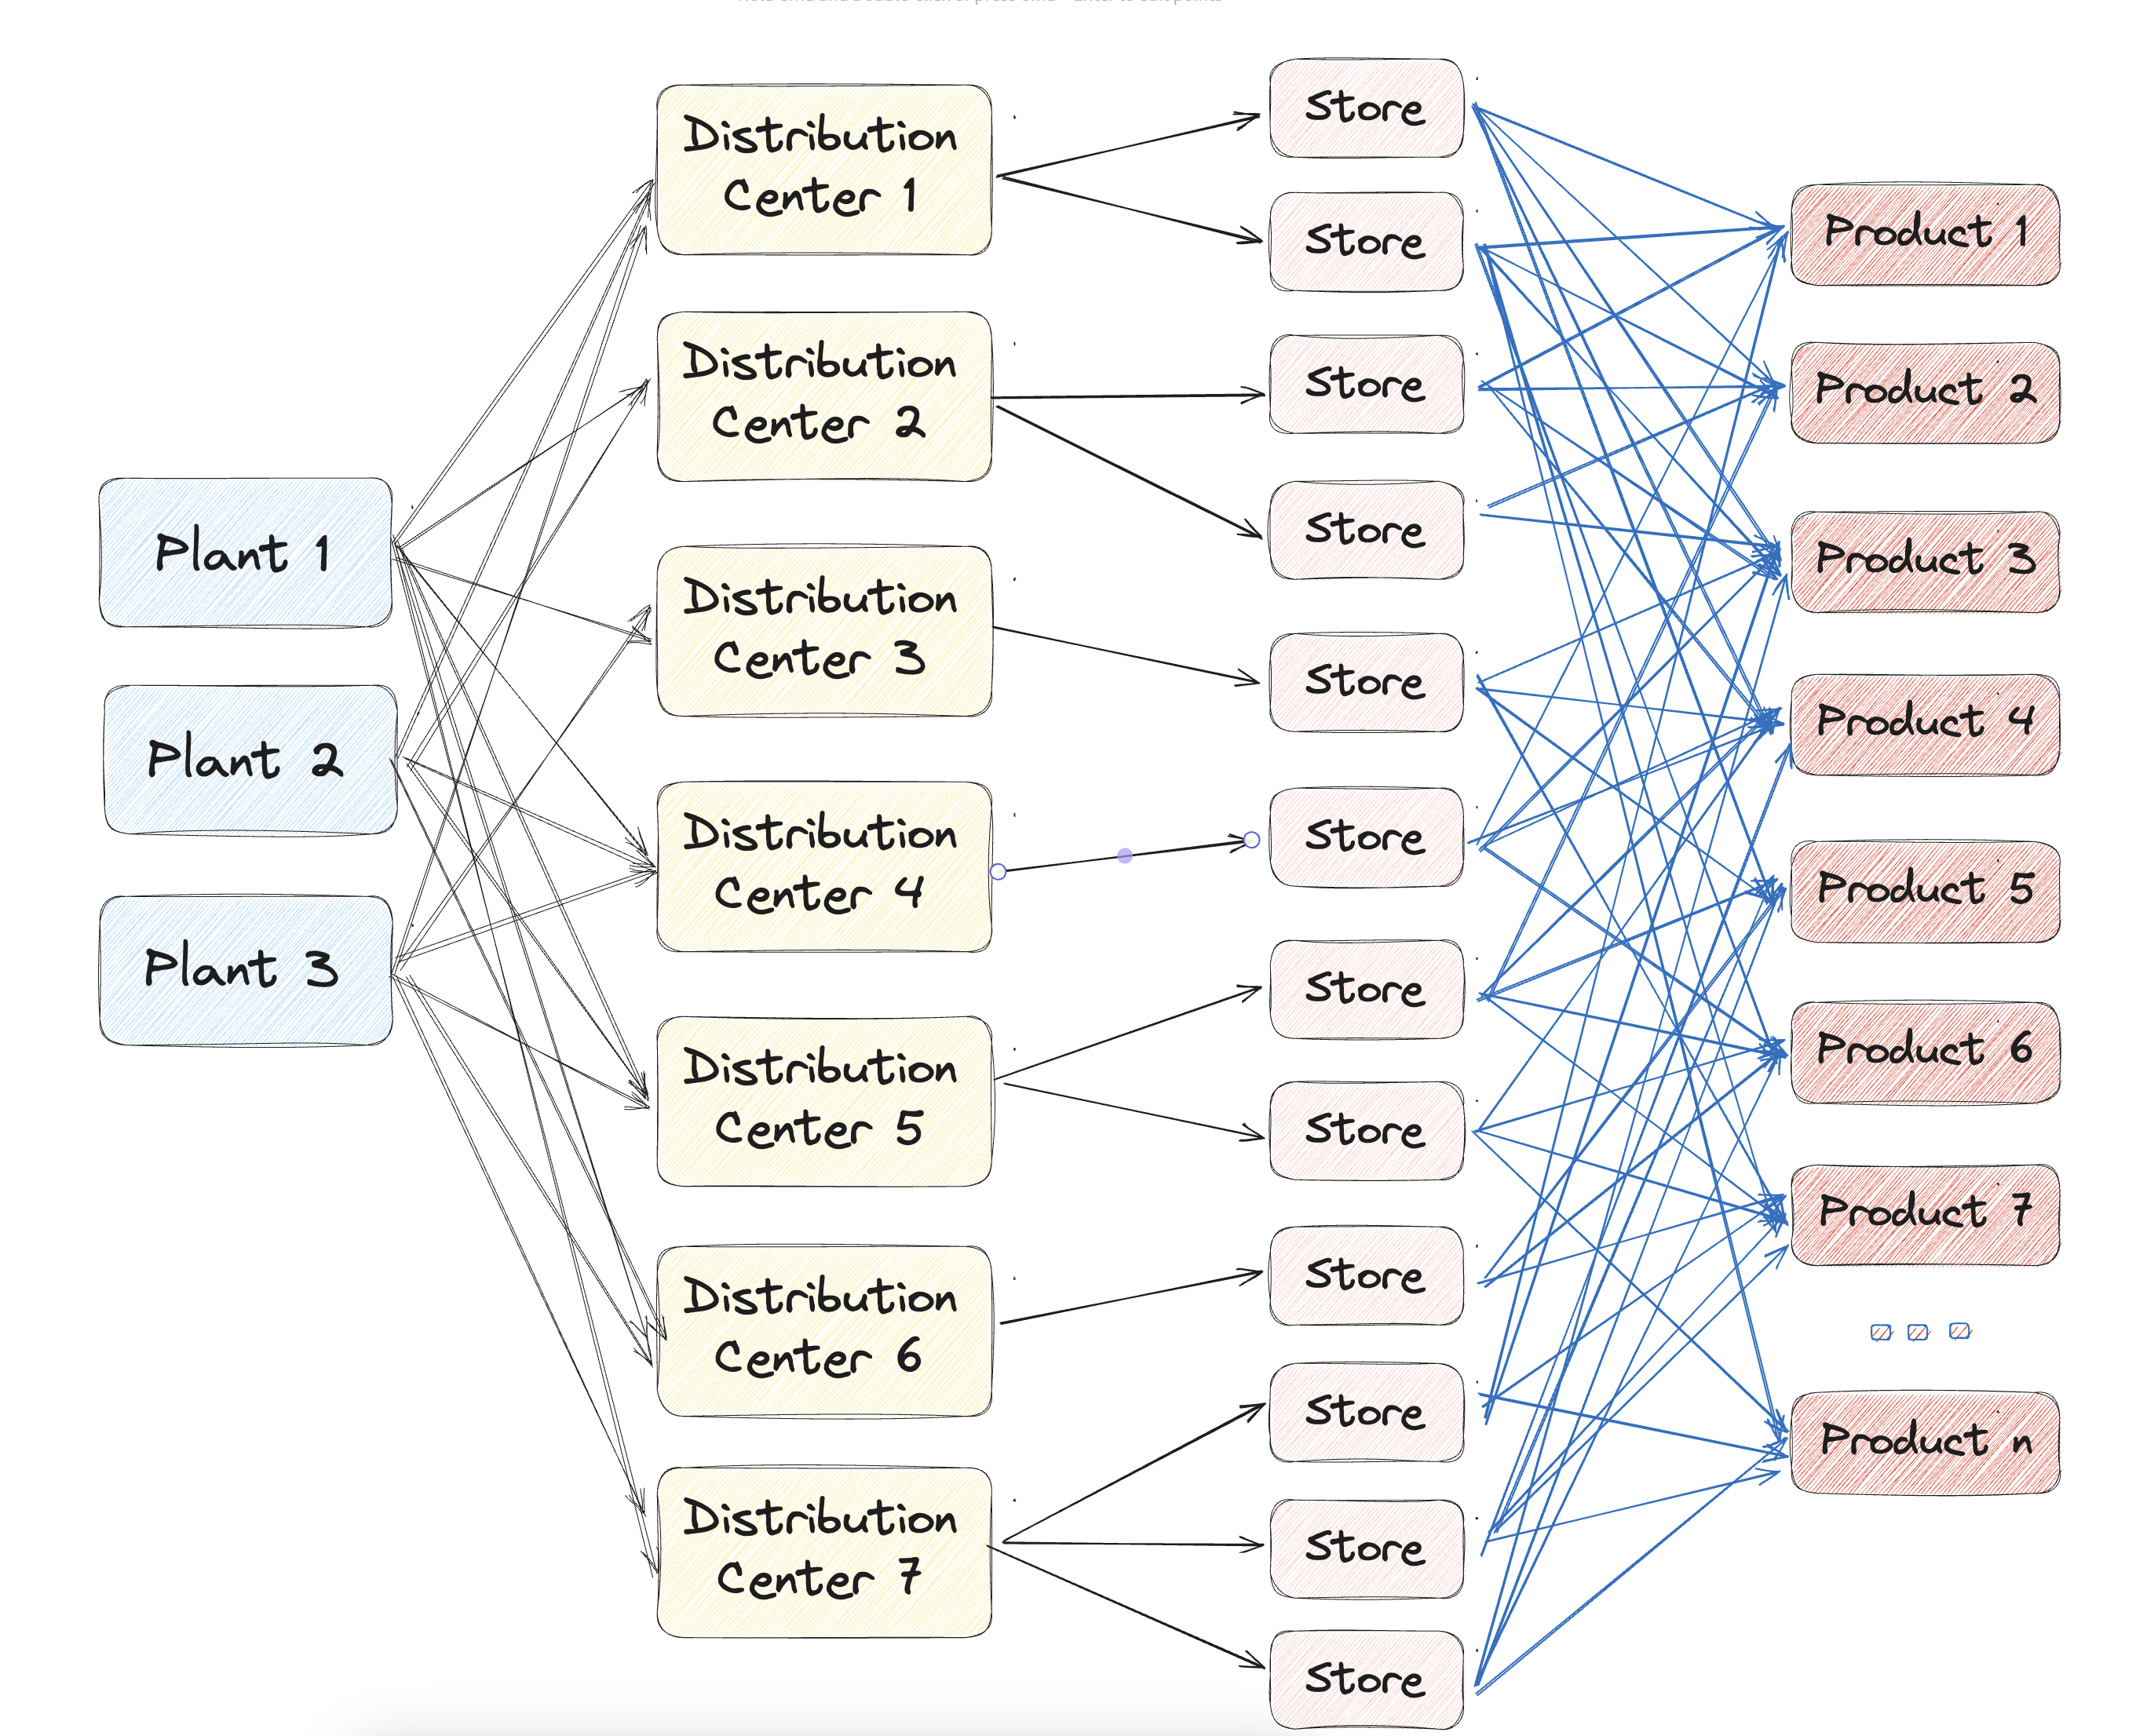 Distribution
Center 1
Distribution
Center 2
Distribution
Center 3
Distribution
Center 4
Distribution
Center 5
Distribution
Center 6
Distribution
Center 7
Plant 1
Plant 2
Plant 3
Store
Store
Store
Store
Store
Store
Store
Store
Store
Store
Store
Store
Product 1
Product 2
Product 3
Product 4
Product 5
Product 6
Product 7
Product n